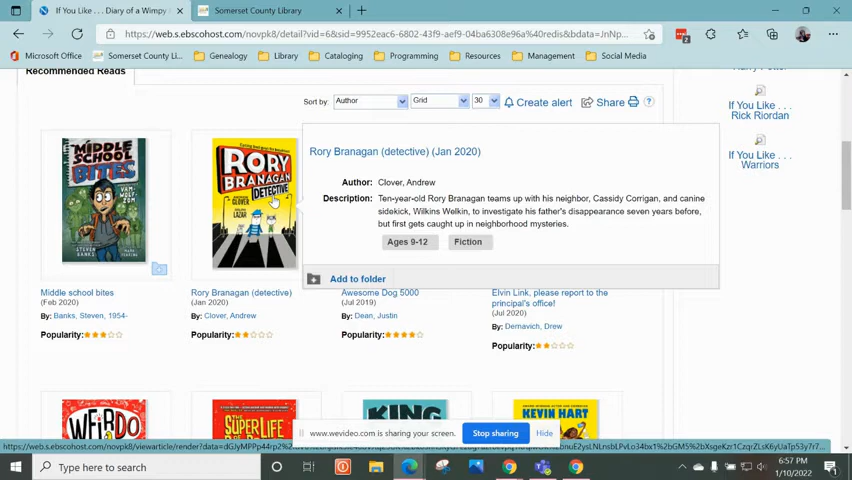 If You Like . . . Diary of a Wimpy
Somerset County Library
https://web.s.ebscohost.com/novpk8/detail?vid=6&sid=9952eac6-6802-43f9-aef9-04ba6308e96a%40redis&bdata=JnNp...
Microsoft Office
Somerset County Li...
Genealogy
Library
Cataloging
Programming
Resources
Management
Social Media
Recommended Reads
Sort by: Author Grid 30 Create alert Share
If You Like . . .
Rick Riordan
If You Like . . .
Warriors
MIDDLE SCHOOL
BITES
STEVEN BANKS
RORY
BRANAGAN
DETECTIVE
Rory Branagan (detective) (Jan 2020)
Author: Clover, Andrew
Description: Ten-year-old Rory Branagan teams up with his neighbor, Cassidy Corrigan, and canine
sidekick, Wilkins Welkin, to investigate his father's disappearance seven years before,
but first gets caught up in neighborhood mysteries.
Ages 9-12 Fiction
Add to folder
Middle school bites
(Feb 2020)
By: Banks, Steven, 1954-
Popularity:
Rory Branagan (detective)
(Jan 2020)
By: Clover, Andrew
Popularity:
Awesome Dog 5000
(Jul 2019)
By: Dean, Justin
Popularity:
Elvin Link, please report to the
principal's office!
(Jul 2020)
By: Dernavich, Drew
Popularity:
WEIRDO
THE
SUPER LIFE
KING
KEVIN HART
www.wevideo.com is sharing your screen.
Stop sharing
Hide
Type here to search
6:57 PM
1/10/2022